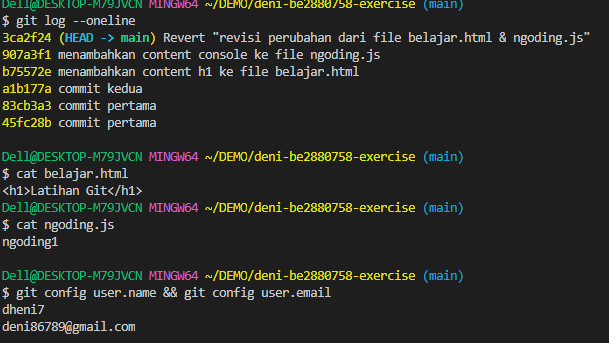 Dell@DESKTOP-M79JVCN MINGW64 ~/DEMO/deni-be2880758-exercise (main)
$ git log --oneline
3ca2f24 (HEAD -> main) Revert "revisi perubahan dari file belajar.html & ngoding.js"
907a3f1 menambahkan content console ke file ngoding.js
b75572e menambahkan content h1 ke file belajar.html
a1b177a commit kedua
83cb3a3 commit pertama
45fc28b commit pertama
Dell@DESKTOP-M79JVCN MINGW64 ~/DEMO/deni-be2880758-exercise (main)
$ cat belajar.html
<h1>Latihan Git</h1>
Dell@DESKTOP-M79JVCN MINGW64 ~/DEMO/deni-be2880758-exercise (main)
$ cat ngoding.js
ngoding1
Dell@DESKTOP-M79JVCN MINGW64 ~/DEMO/deni-be2880758-exercise (main)
$ git config user.name && git config user.email
dheni7
deni86789@gmail.com